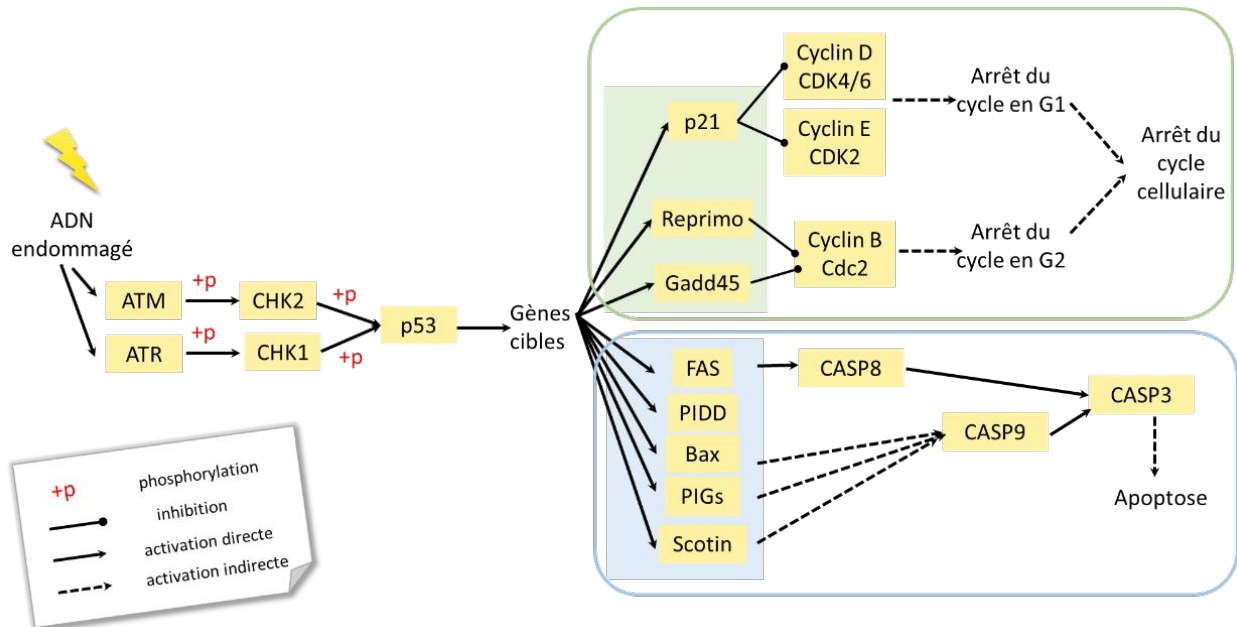 ADN
endommagé
ATM
+p
CHK2
+p
ATR
+p
CHK1
+p
p53
Gènes
cibles
p21
Cyclin D
CDK4/6
Cyclin E
CDK2
Arrêt du
cycle en G1
Reprimo
Gadd45
Cyclin B
Cdc2
Arrêt du
cycle en G2
Arrêt du
cycle
cellulaire
FAS
CASP8
PIDD
Bax
PIGs
Scotin
CASP9
CASP3
Apoptose
+p phosphorylation
inhibition
activation directe
activation indirecte